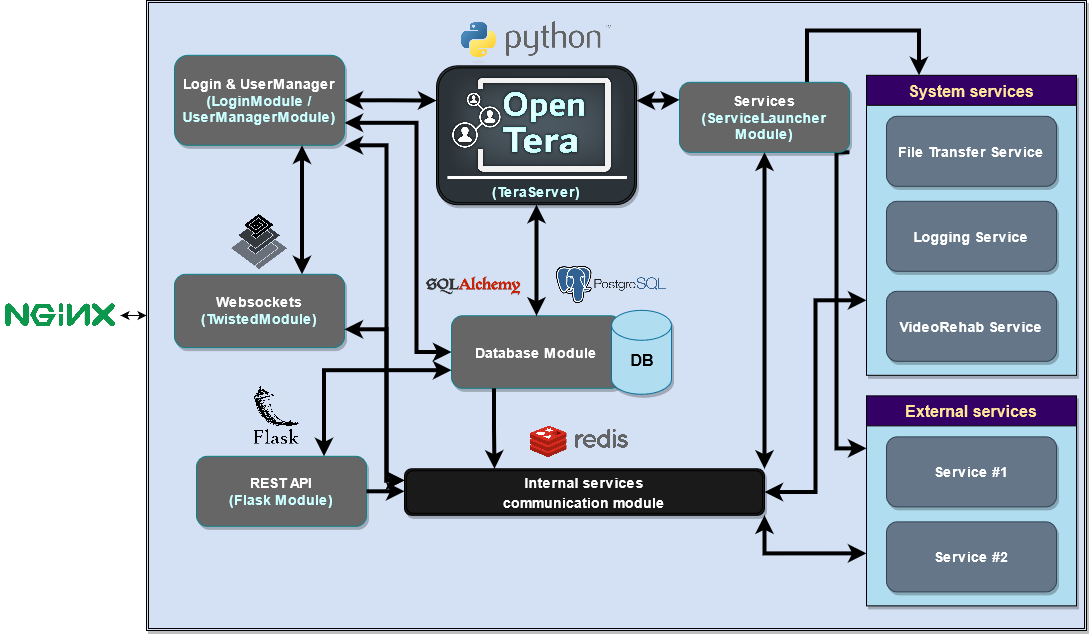 python
Login & UserManager
(LoginModule /
UserManagerModule)
Open
Tera
(TeraServer)
Services
(ServiceLauncher
Module)
System services
File Transfer Service
Logging Service
VideoRehab Service
Websockets
(TwistedModule)
SQLAlchemy
PostgreSQL
NGINX
Database Module
DB
Flask
redis
REST API
(Flask Module)
Internal services
communication module
External services
Service #1
Service #2